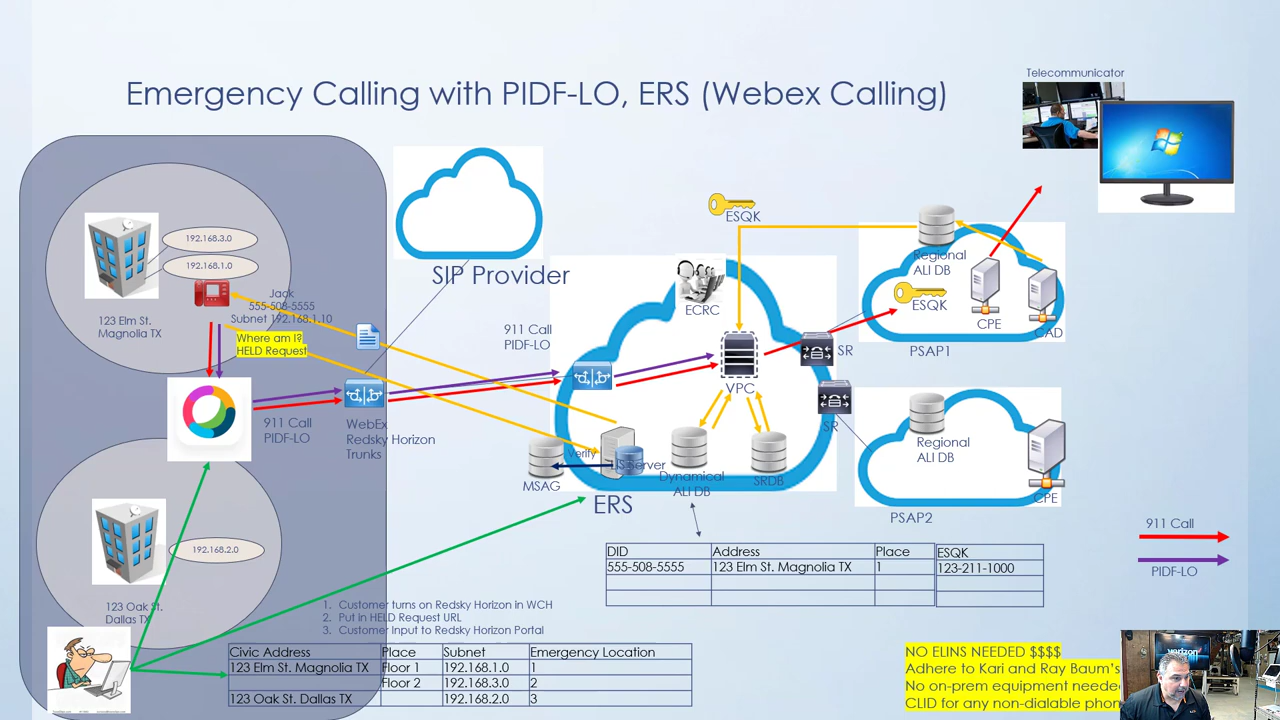 Telecommunicator
Emergency Calling with PIDF-LO, ERS (Webex Calling)
192.168.3.0
192.168.1.0
Jack
555-508-5555
Subnet 192.168.1.10
123 Elm St.
Magnolia TX
Where am I?
HELD Request
SIP Provider
911 Call
PIDF-LO
911 Call
PIDF-LO
WebEx
Redsky Horizon
Trunks
ESQK
ECRC
VPC
Verify
MSAG
ERS
Dynamical
ALI DB
SRDB
SR
SR
Regional
ALI DB
ESQK
CPE
CAD
PSAP1
Regional
ALI DB
CPE
PSAP2
911 Call
PIDF-LO
192.168.2.0
123 Oak St.
Dallas TX
DID Address Place ESQK
555-508-5555 123 Elm St. Magnolia TX 1 123-211-1000
1. Customer turns on Redsky Horizon in WCH
2. Put in HELD Request URL
3. Customer Input to Redsky Horizon Portal
Civic Address Place Subnet Emergency Location
123 Elm St. Magnolia TX Floor 1 192.168.1.0 1
Floor 2 192.168.3.0 2
123 Oak St. Dallas TX 192.168.2.0 3
NO ELINS NEEDED $$$$
Adhere to Kari and Ray Baum's
No on-prem equipment neede
CLID for any non-dialable phon
verizon